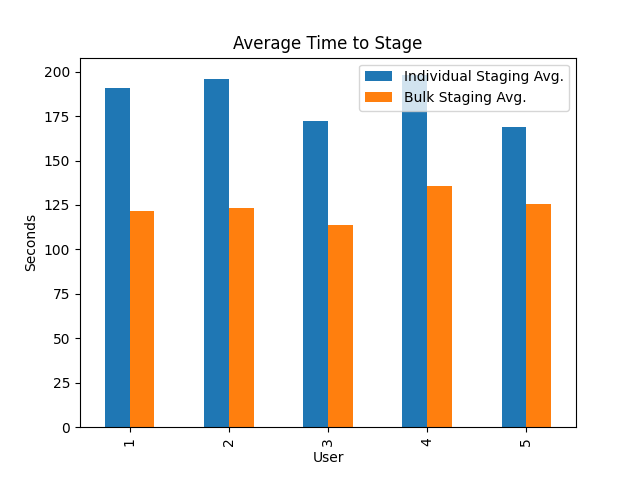 Average Time to Stage
Individual Staging Avg.
Bulk Staging Avg.
200
175
150
125
100
75
50
25
0
Seconds
1
2
3
4
5
User